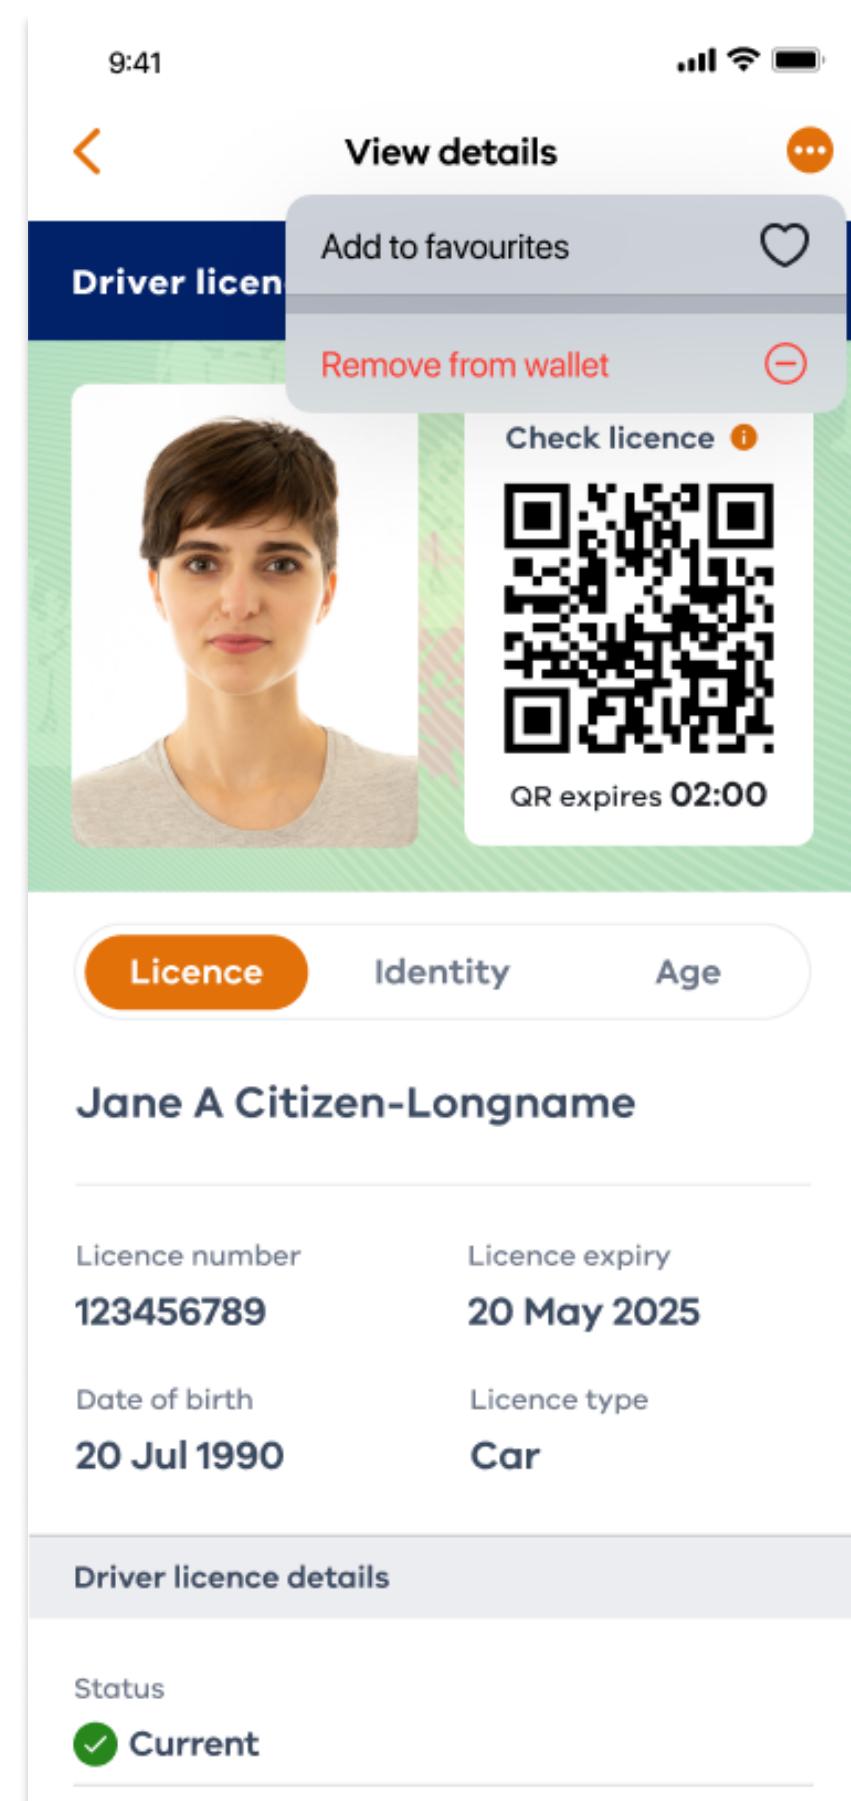 9:41
View details
Add to favourites
Driver licen
Remove from wallet
Check licence
QR expires 02:00
Licence Identity Age
Jane A Citizen-Longname
Licence number Licence expiry
123456789 20 May 2025
Date of birth Licence type
20 Jul 1990 Car
Driver licence details
Status
Current